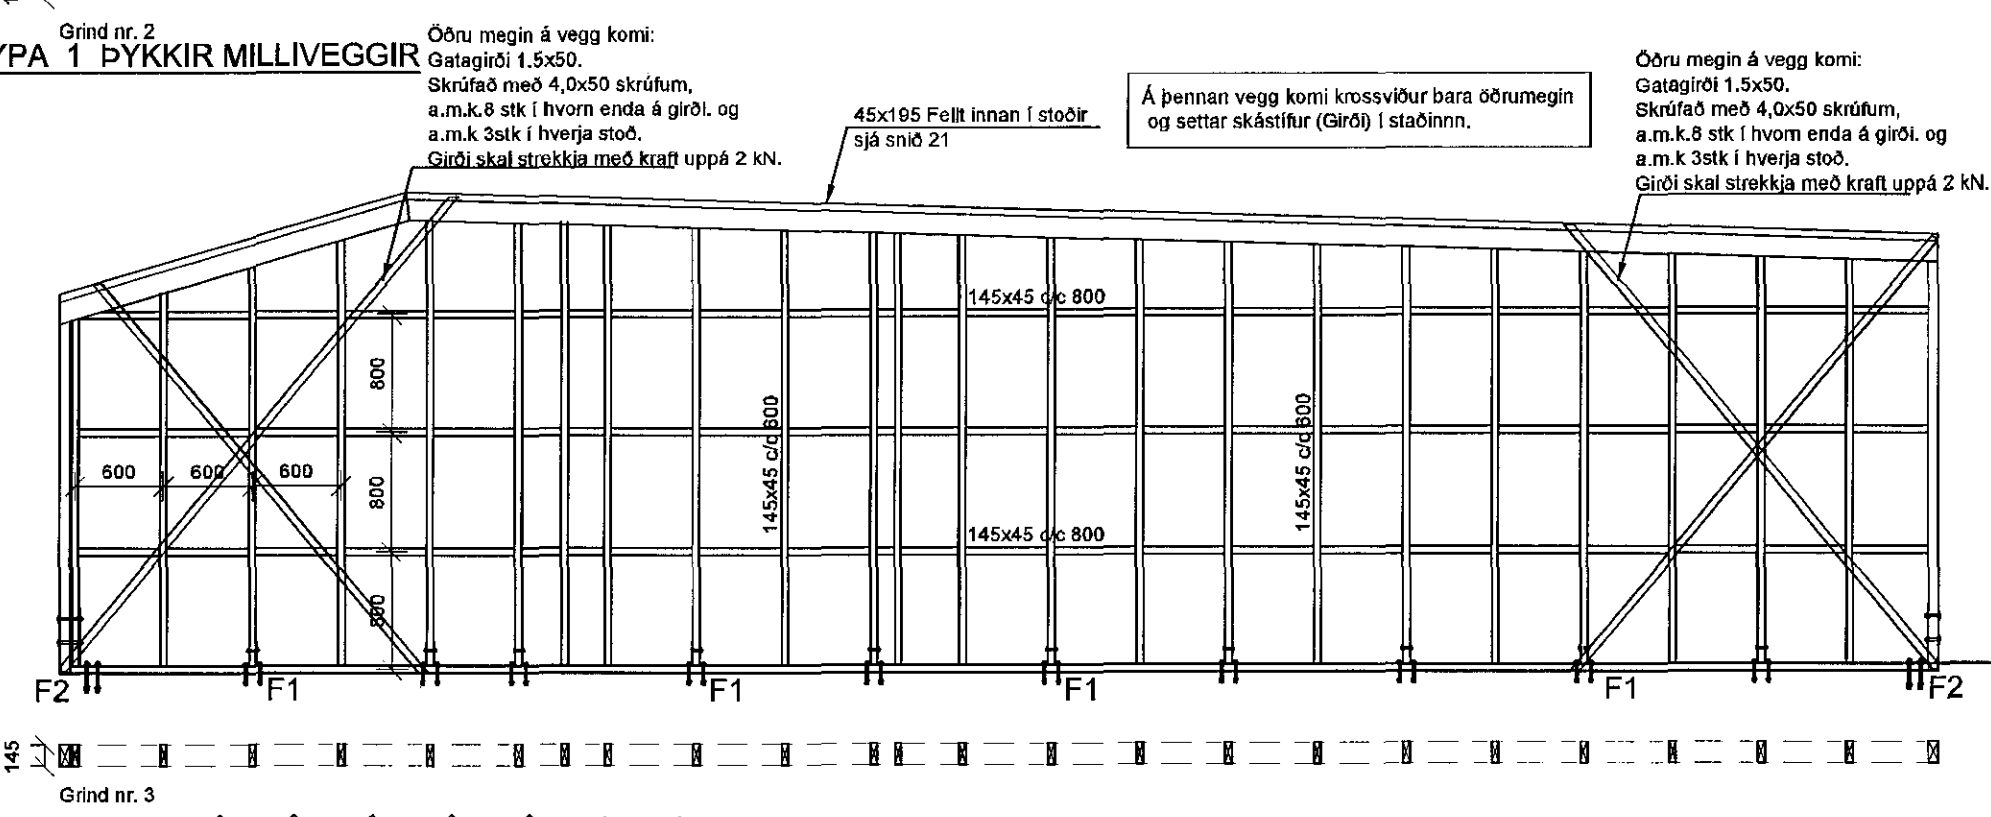 Grind nr. 2
YPA 1 ÞYKKIR MILLIVEGGIR
Öðru megin á vegg komi:
Gatagirði 1.5x50.
Skrúfað með 4,0x50 skrúfum,
a.m.k.8 stk í hvorn enda á girði. og
a.m.k 3stk í hverja stoð.
Girði skal strekkja með kraft uppá 2 kN.
45x195 Fellt innan í stoðir
sjá snið 21
Á þennan vegg komi krossviður bara öðrumegin
og settar skástífur (Girði) í staðinnn.
Öðru megin á vegg komi:
Gatagirði 1.5x50.
Skrúfað með 4,0x50 skrúfum,
a.m.k.8 stk í hvorn enda á girði. og
a.m.k 3stk í hverja stoð.
Girði skal strekkja með kraft uppá 2 kN.
145x45 c/c 800
800
145x45 c/c 600
145x45 c/c 600
600 600 600
800
145x45 c/c 800
F2 F1 F1 F1 F1 F2
145
Grind nr. 3